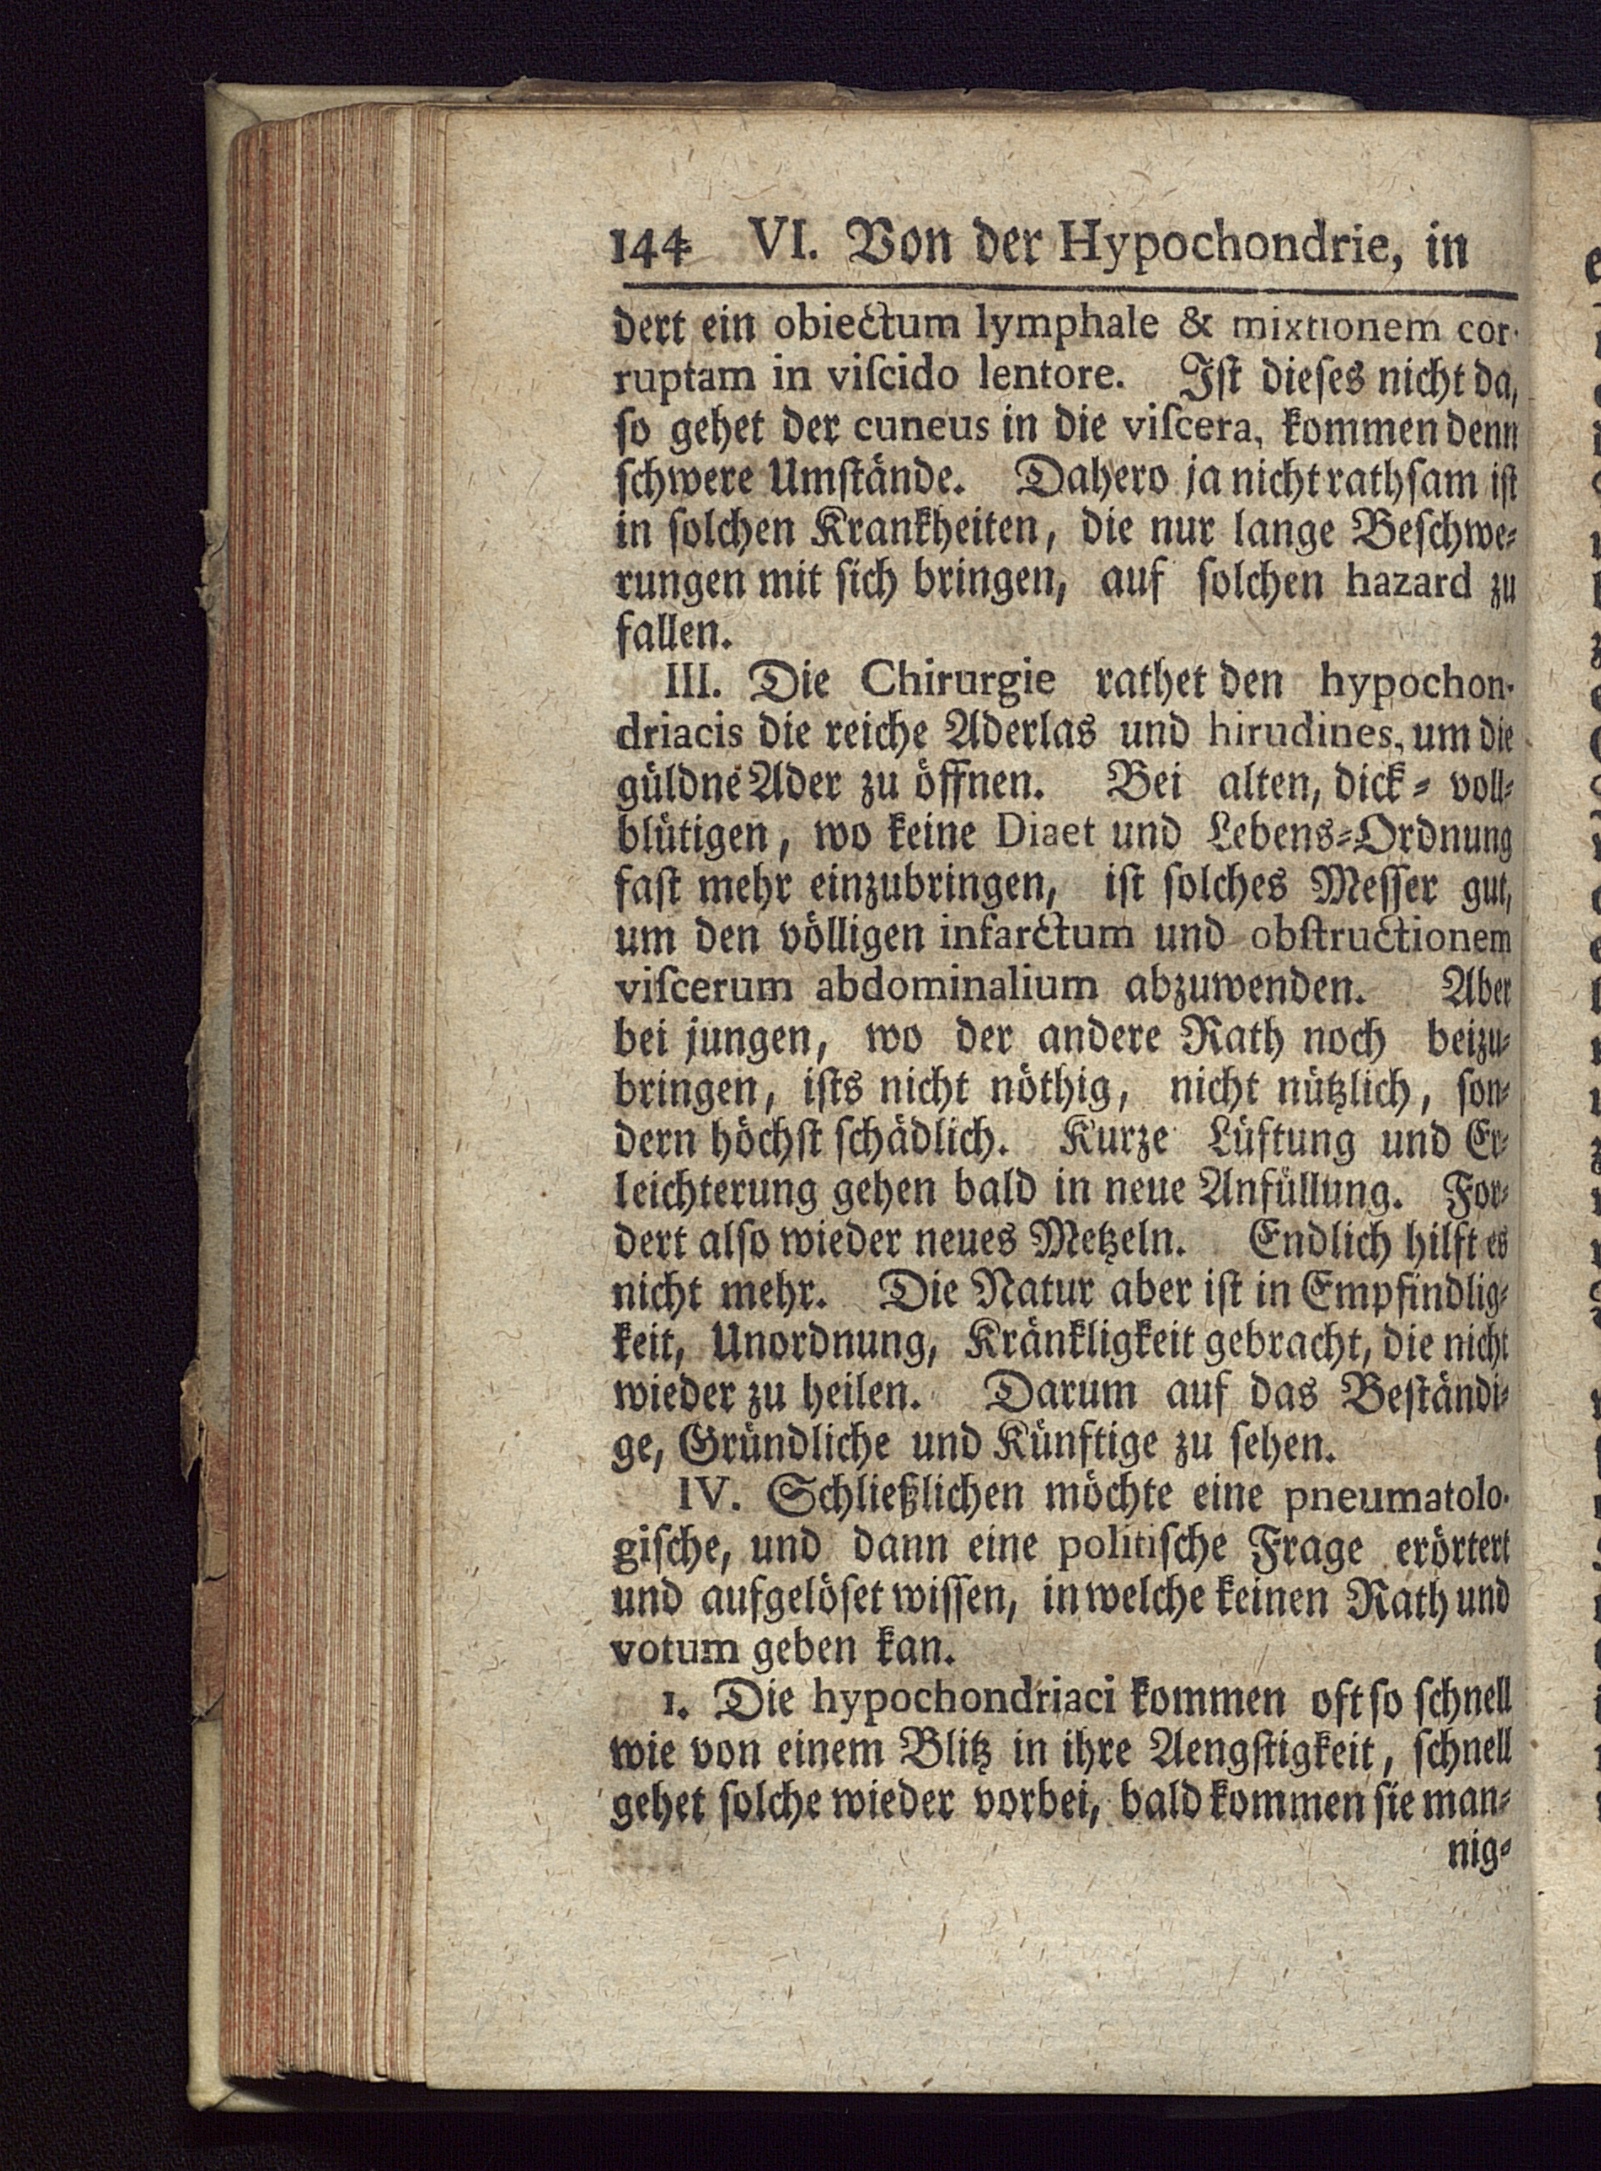 144 VI. Von der Hypochondrie, in
dert ein obiectum lymphale & mixtionem cor-
ruptam in viſcido lentore. Iſt dieſes nicht da,
ſo gehet der cuneus in die viſcera, kommen denn
ſchwere Umſtände. Dahero ja nicht rathſam iſt
in ſolchen Krankheiten, die nur lange Beſchwe-
rungen mit ſich bringen, auf ſolchen hazard zu
fallen.
III. Die Chirurgie rathet den hypochon-
driacis die reiche Aderlas und hirudines, um die
güldne Ader zu öffnen. Bei alten, dick- voll-
blütigen, wo keine Diaet und Lebens-Ordnung
faſt mehr einzubringen, iſt ſolches Meſſer gut,
um den völligen infarctum und obſtructionem
viſcerum abdominalium abzuwenden. Aber
bei jungen, wo der andere Rath noch beizu-
bringen, iſts nicht nöthig, nicht nützlich, ſon-
dern höchſt ſchädlich. Kurze Lüftung und Er-
leichterung gehen bald in neue Anfüllung. For-
dert alſo wieder neues Metzeln. Endlich hilft es
nicht mehr. Die Natur aber iſt in Empfindlig-
keit, Unordnung, Kränkligkeit gebracht, die nicht
wieder zu heilen. Darum auf das Beſtändi-
ge, Gründliche und Künftige zu ſehen.
IV. Schließlichen möchte eine pneumatolo-
giſche, und dann eine politiſche Frage erörtert
und aufgelöſet wiſſen, in welche keinen Rath und
votum geben kan.
1. Die hypochondriaci kommen oft ſo ſchnell
wie von einem Blitz in ihre Aengſtigkeit, ſchnell
gehet ſolche wieder vorbei, bald kommen ſie man-
nig-